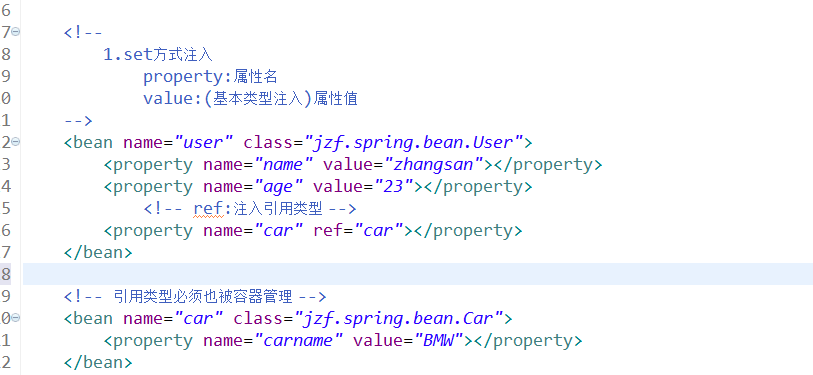 6
7 <!--
8 1.set方式注入
9 property:属性名
0 value:(基本类型注入)属性值
1 -->
2 <bean name="user" class="jzf.spring.bean.User">
3 <property name="name" value="zhangsan"></property>
4 <property name="age" value="23"></property>
5 <!-- ref:注入引用类型 -->
6 <property name="car" ref="car"></property>
7 </bean>
8
9 <!-- 引用类型必须也被容器管理 -->
0 <bean name="car" class="jzf.spring.bean.Car">
1 <property name="carname" value="BMW"></property>
2 </bean>